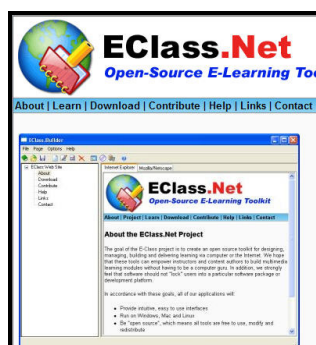 EClass.Net
Open-Source E-Learning Too
About | Learn | Download | Contribute | Help | Links | Contact
EClass.Builder
File Page Options Help
EClass Web Site
About
Download
Contribute
Help
Links
Contact
Internet Explorer Mozilla/Netscape
EClass.Net
Open-Source E-Learning Toolkit
About | Project | Learn | Download | Contribute | Help | Links | Contact
About the EClass.Net Project
The goal of the E-Class project is to create an open source toolkit for designing,
managing, building and delivering learning via computer or the Internet. We hope
that these tools can empower instructors and content authors to build multimedia
learning modules without having to be a computer guru. In addition, we strongly
feel that software should not "lock" users into a particular software package or
development platform.
In accordance with these goals, all of our applications will:
Provide intuitive, easy to use interfaces
Run on Windows, Mac and Linux
Be "open source", which means all tools are free to use, modify and
redistribute